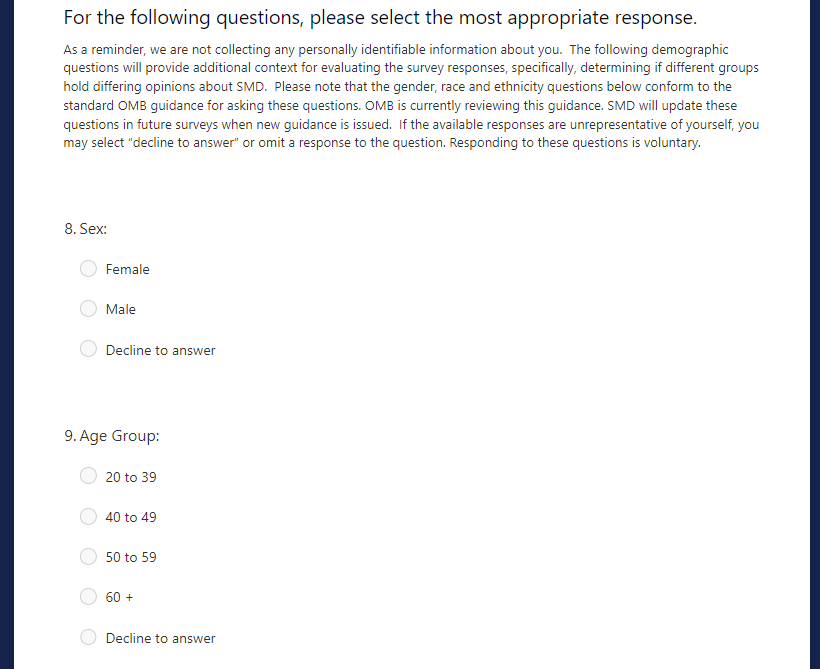 For the following questions, please select the most appropriate response.
As a reminder, we are not collecting any personally identifiable information about you.  The following demographic
questions will provide additional context for evaluating the survey responses, specifically, determining if different groups
hold differing opinions about SMD.  Please note that the gender, race and ethnicity questions below conform to the
standard OMB guidance for asking these questions. OMB is currently reviewing this guidance. SMD will update these
questions in future surveys when new guidance is issued.  If the available responses are unrepresentative of yourself, you
may select "decline to answer" or omit a response to the question. Responding to these questions is voluntary.
8. Sex:
Female
Male
Decline to answer
9. Age Group:
20 to 39
40 to 49
50 to 59
60 +
Decline to answer